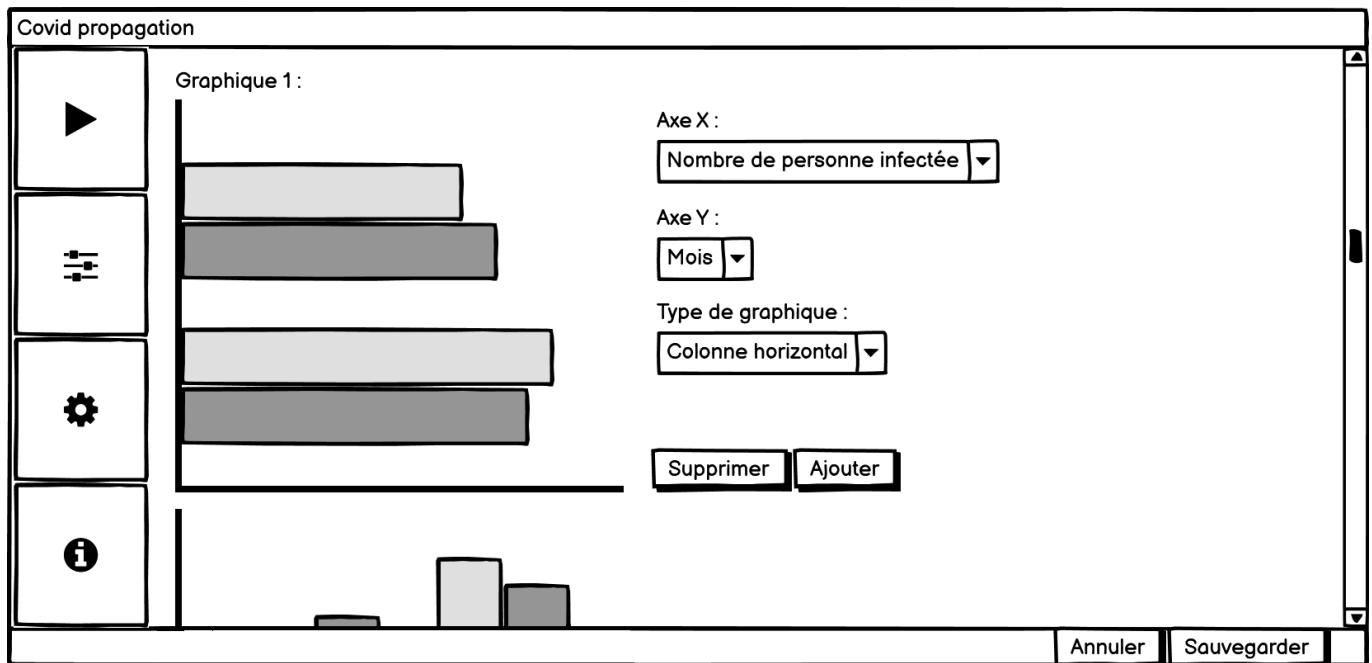 Covid propagation
Graphique 1 :
Axe X :
Nombre de personne infectée
Axe Y :
Mois
Type de graphique :
Colonne horizontal
Supprimer
Ajouter
Annuler
Sauvegarder